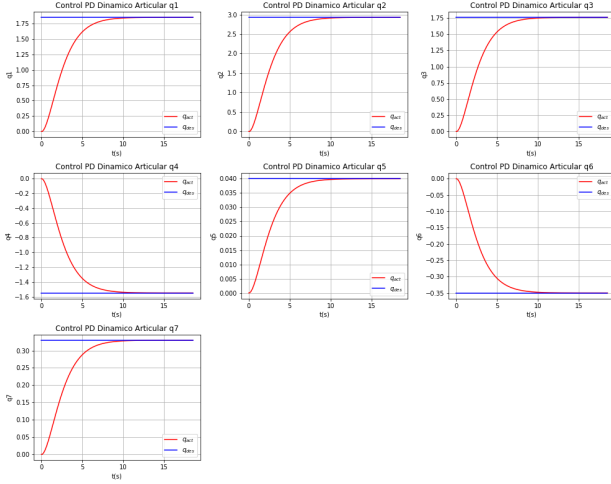 Control PD Dinamico Articular q1
1.75
1.50
1.25
1.00
0.75
0.50
0.25
0.00
q1
q_act
q_des
0
5
10
15
t(s)
Control PD Dinamico Articular q2
3.0
2.5
2.0
1.5
1.0
0.5
0.0
q2
q_act
q_des
0
5
10
15
t(s)
Control PD Dinamico Articular q3
1.75
1.50
1.25
1.00
0.75
0.50
0.25
0.00
q3
q_act
q_des
0
5
10
15
t(s)
Control PD Dinamico Articular q4
0.0
−0.2
−0.4
−0.6
−0.8
−1.0
−1.2
−1.4
−1.6
q4
q_act
q_des
0
5
10
15
t(s)
Control PD Dinamico Articular q5
0.040
0.035
0.030
0.025
0.020
0.015
0.010
0.005
0.000
q5
q_act
q_des
0
5
10
15
t(s)
Control PD Dinamico Articular q6
0.00
−0.05
−0.10
−0.15
−0.20
−0.25
−0.30
−0.35
q6
q_act
q_des
0
5
10
15
t(s)
Control PD Dinamico Articular q7
0.30
0.25
0.20
0.15
0.10
0.05
0.00
q7
q_act
q_des
0
5
10
15
t(s)